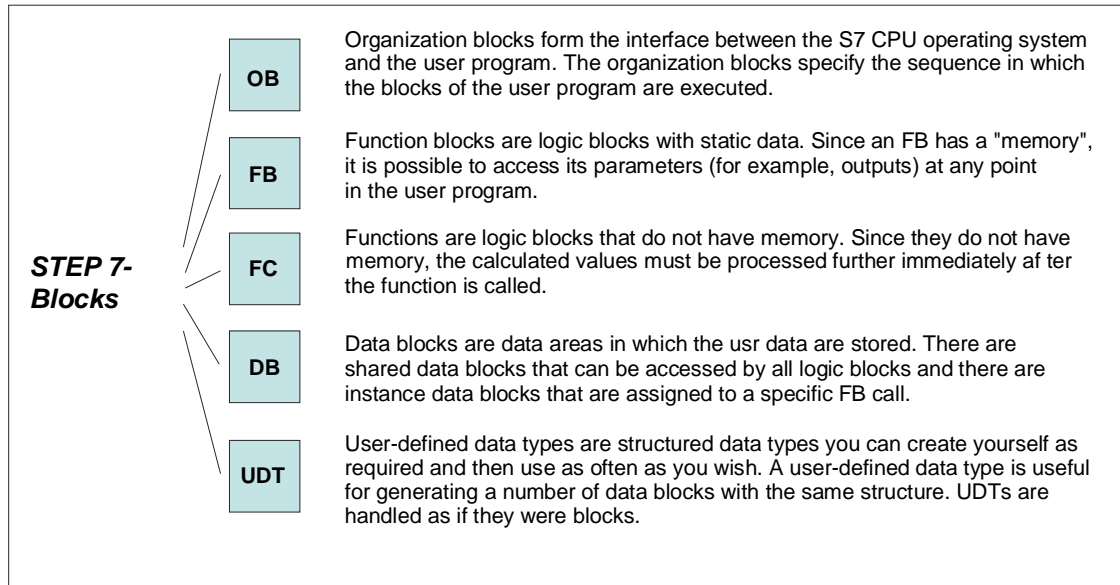 OB
Organization blocks form the interface between the S7 CPU operating system
and the user program. The organization blocks specify the sequence in which
the blocks of the user program are executed.
FB
Function blocks are logic blocks with static data. Since an FB has a "memory",
it is possible to access its parameters (for example, outputs) at any point
in the user program.
STEP 7-
Blocks
FC
Functions are logic blocks that do not have memory. Since they do not have
memory, the calculated values must be processed further immediately af ter
the function is called.
DB
Data blocks are data areas in which the usr data are stored. There are
shared data blocks that can be accessed by all logic blocks and there are
instance data blocks that are assigned to a specific FB call.
UDT
User-defined data types are structured data types you can create yourself as
required and then use as often as you wish. A user-defined data type is useful
for generating a number of data blocks with the same structure. UDTs are
handled as if they were blocks.